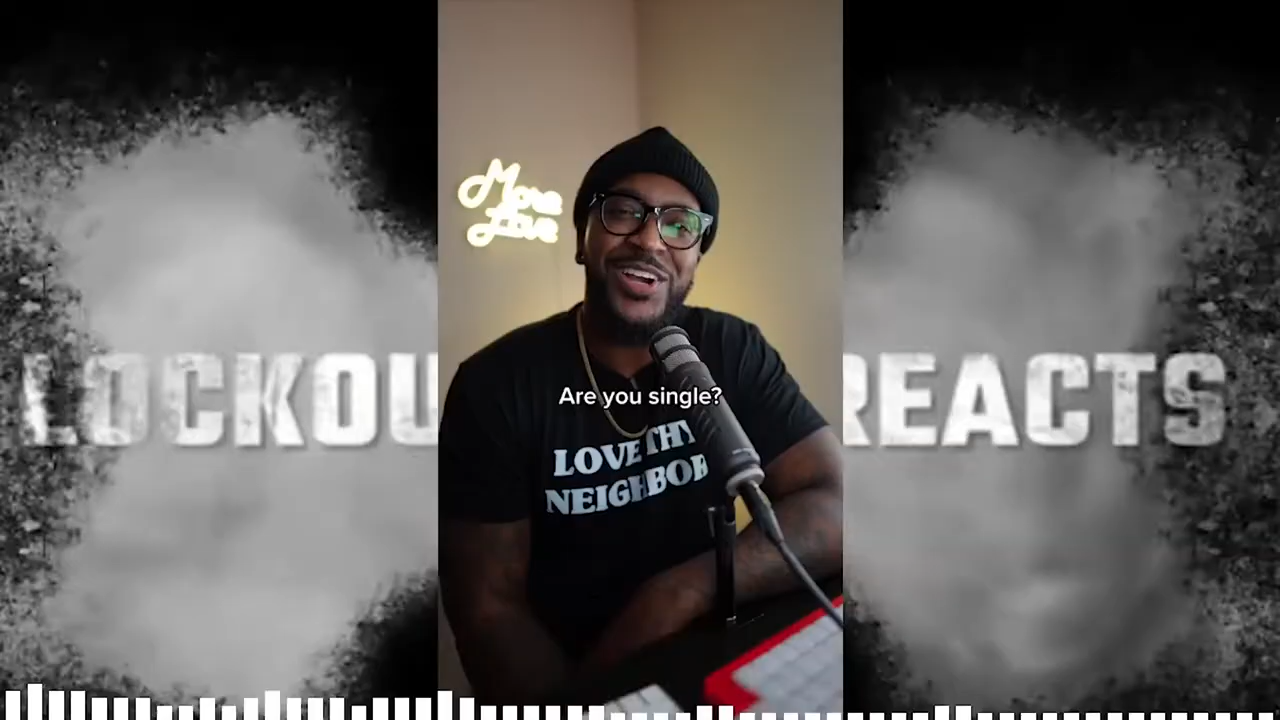 LOCKOU REACTS
More
Love
Are you single?
LOVE THY
NEIGHBOR